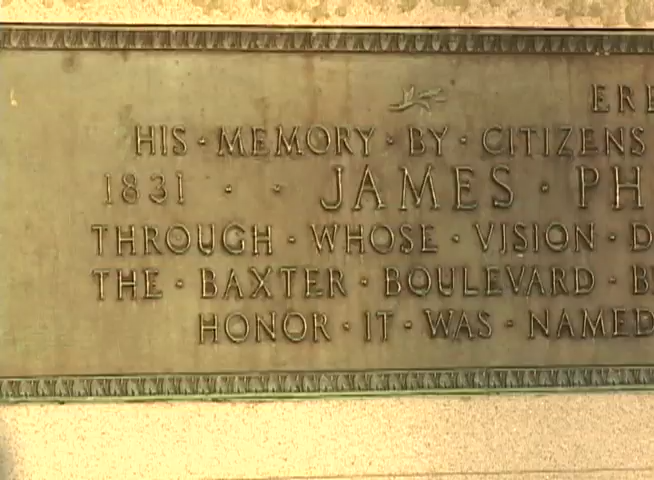 ERE
HIS · MEMORY · BY · CITIZENS
1831 · · JAMES · PH
THROUGH · WHOSE · VISION · D
THE · BAXTER · BOULEVARD · B
HONOR · IT · WAS · NAMED